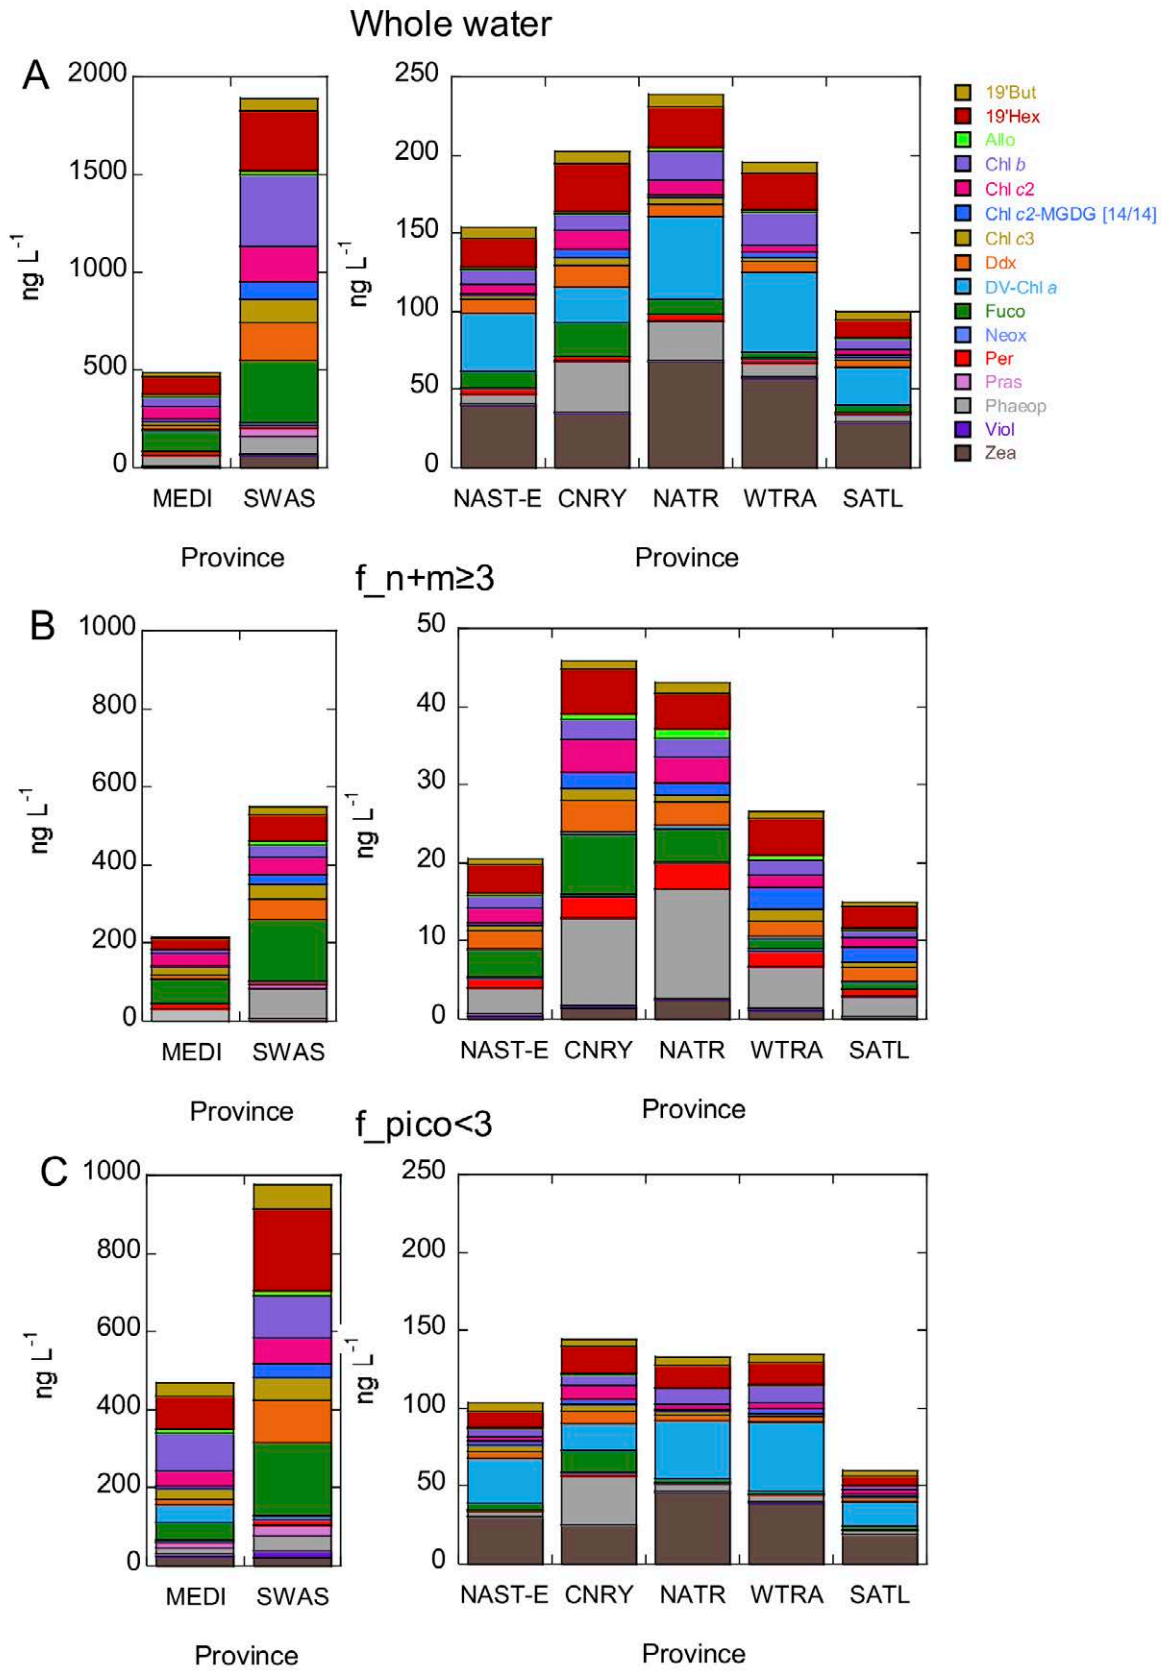 Whole water
A
2000
1500
1000
500
0
ng L⁻¹
MEDI SWAS
Province
250
200
150
100
50
0
ng L⁻¹
NAST-E CNRY NATR WTRA SATL
Province
19'But
19'Hex
Allo
Chl b
Chl c2
Chl c2-MGDG [14/14]
Chl c3
Ddx
DV-Chl a
Fuco
Neox
Per
Pras
Phaeop
Viol
Zea
f_n+m≥3
B
1000
800
600
400
200
0
ng L⁻¹
MEDI SWAS
Province
50
40
30
20
10
0
ng L⁻¹
NAST-E CNRY NATR WTRA SATL
Province
f_pico<3
C
1000
800
600
400
200
0
ng L⁻¹
MEDI SWAS
Province
250
200
150
100
50
0
ng L⁻¹
NAST-E CNRY NATR WTRA SATL
Province